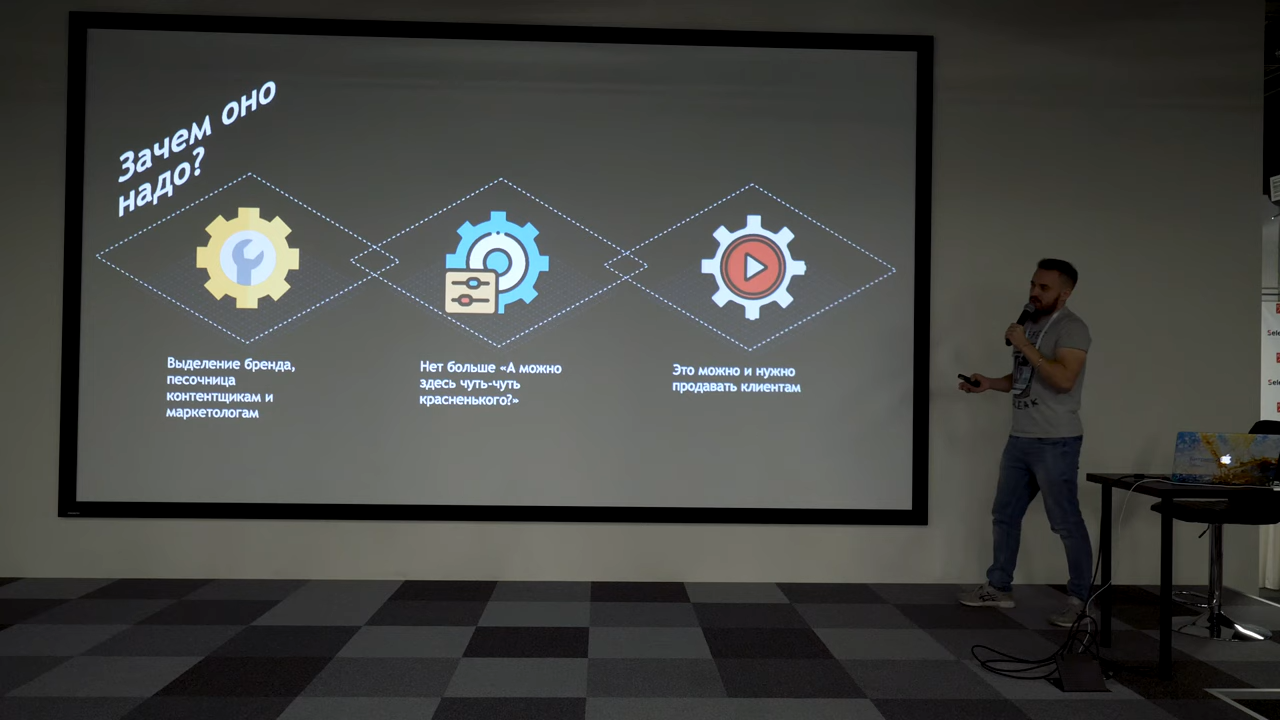 Зачем оно
надо?
Выделение бренда,
песочница
контентщикам и
маркетологам
Нет больше «А можно
здесь чуть-чуть
красненького?»
Это можно и нужно
продавать клиентам